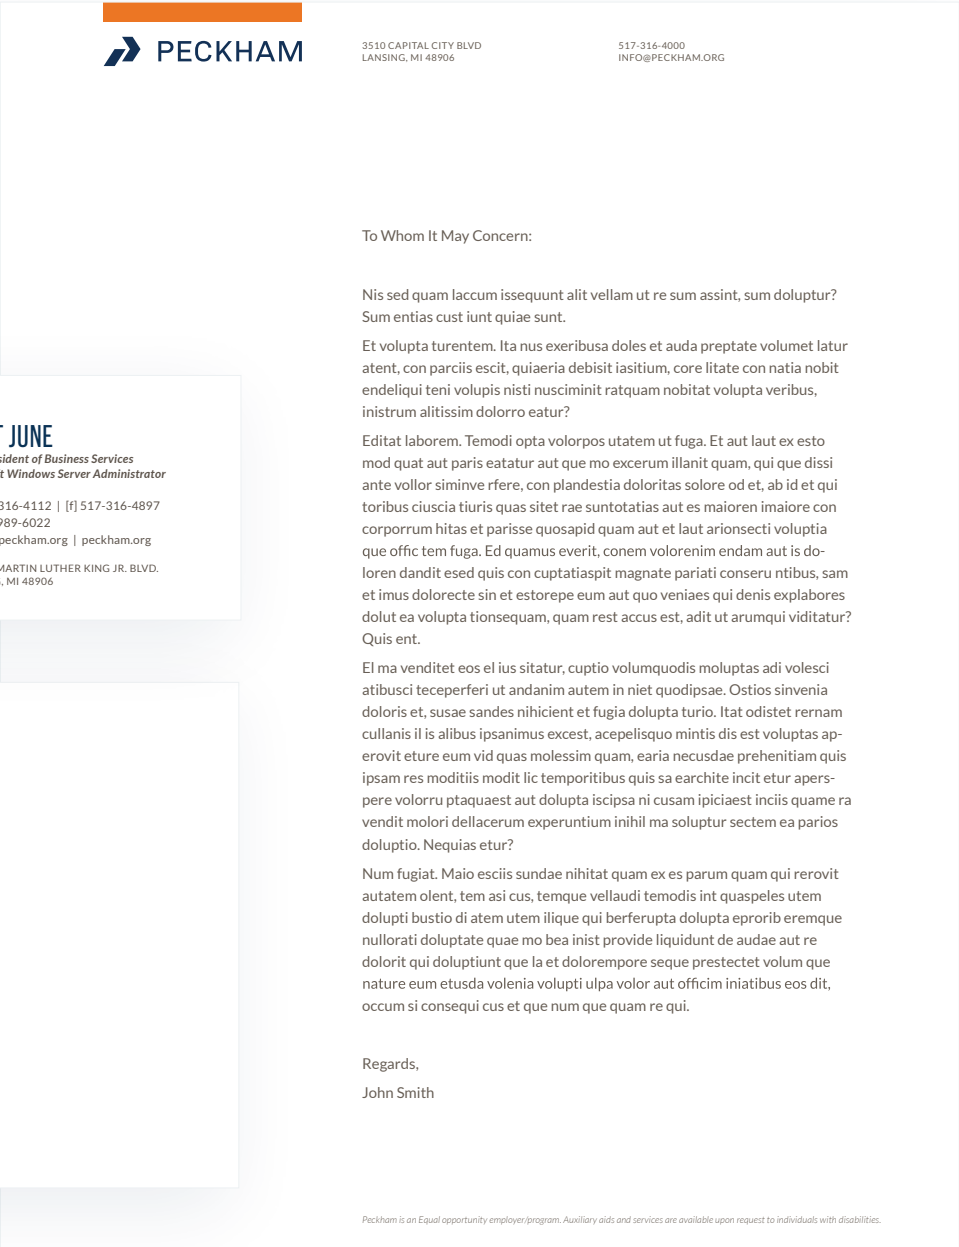 PECKHAM
3510 CAPITAL CITY BLVD
LANSING, MI 48906
517-316-4000
INFO@PECKHAM.ORG
To Whom It May Concern:
Nis sed quam laccum issequunt alit vellam ut re sum assint, sum doluptur?
Sum entias cust iunt quiae sunt.
Et volupta turentem. Ita nus exeribusa doles et auda preptate volumet latur
atent, con parciis escit, quiaeria debisit iasitium, core litate con natia nobit
endeliqui teni volupis nisti nusciminit ratquam nobitat volupta veribus,
inistrum alitissim dolorro eatur?
Editat laborem. Temodi opta volorpos utatem ut fuga. Et aut laut ex esto
mod quat aut paris eatatur aut que mo excerum illanit quam, qui que dissi
ante vollor siminve rfere, con plandestia doloritas solore od et, ab id et qui
toribus ciuscia tiuris quas sitet rae suntotatias aut es maioren imaiore con
corporrum hitas et parisse quosapid quam aut et laut arionsecti voluptia
que offic tem fuga. Ed quamus everit, conem volorenim endam aut is do-
loren dandit esed quis con cuptatiaspit magnate pariati conseru ntibus, sam
et imus dolorecte sin et estorepe eum aut quo veniaes qui denis explabores
dolut ea volupta tionsequam, quam rest accus est, adit ut arumqui viditatur?
Quis ent.
El ma venditet eos el ius sitatur, cuptio volumquodis moluptas adi volesci
atibusci teceperferi ut andanim autem in niet quodipsae. Ostios sinvenia
doloris et, susae sandes nihicient et fugia dolupta turio. Itat odistet rernam
cullanis il is alibus ipsanimus excest, acepelisquo mintis dis est voluptas ap-
erovit eture eum vid quas molessim quam, earia necusdae prehenitiam quis
ipsam res moditiis modit lic temporitibus quis sa earchite incit etur apers-
pere volorru ptaquaest aut dolupta iscipsa ni cusam ipiciaest inciis quame ra
vendit molori dellacerum experuntium inihil ma soluptur sectem ea parios
doluptio. Nequias etur?
Num fugiat. Maio esciis sundae nihitat quam ex es parum quam qui rerovit
autatem olent, tem asi cus, temque vellaudi temodis int quaspeles utem
dolupti bustio di atem utem ilique qui berferupta dolupta eprorib eremque
nullorati doluptate quae mo bea inist provide liquidunt de audae aut re
dolorit qui doluptiunt que la et dolorempore seque prestectet volum que
nature eum etusda volenia volupti ulpa volor aut officim iniatibus eos dit,
occum si consequi cus et que num que quam re qui.
Regards,
John Smith
Peckham is an Equal opportunity employer/program. Auxiliary aids and services are available upon request to individuals with disabilities.
T JUNE
sident of Business Services
t Windows Server Administrator
316-4112 | [f] 517-316-4897
989-6022
peckham.org | peckham.org
MARTIN LUTHER KING JR. BLVD.
, MI 48906